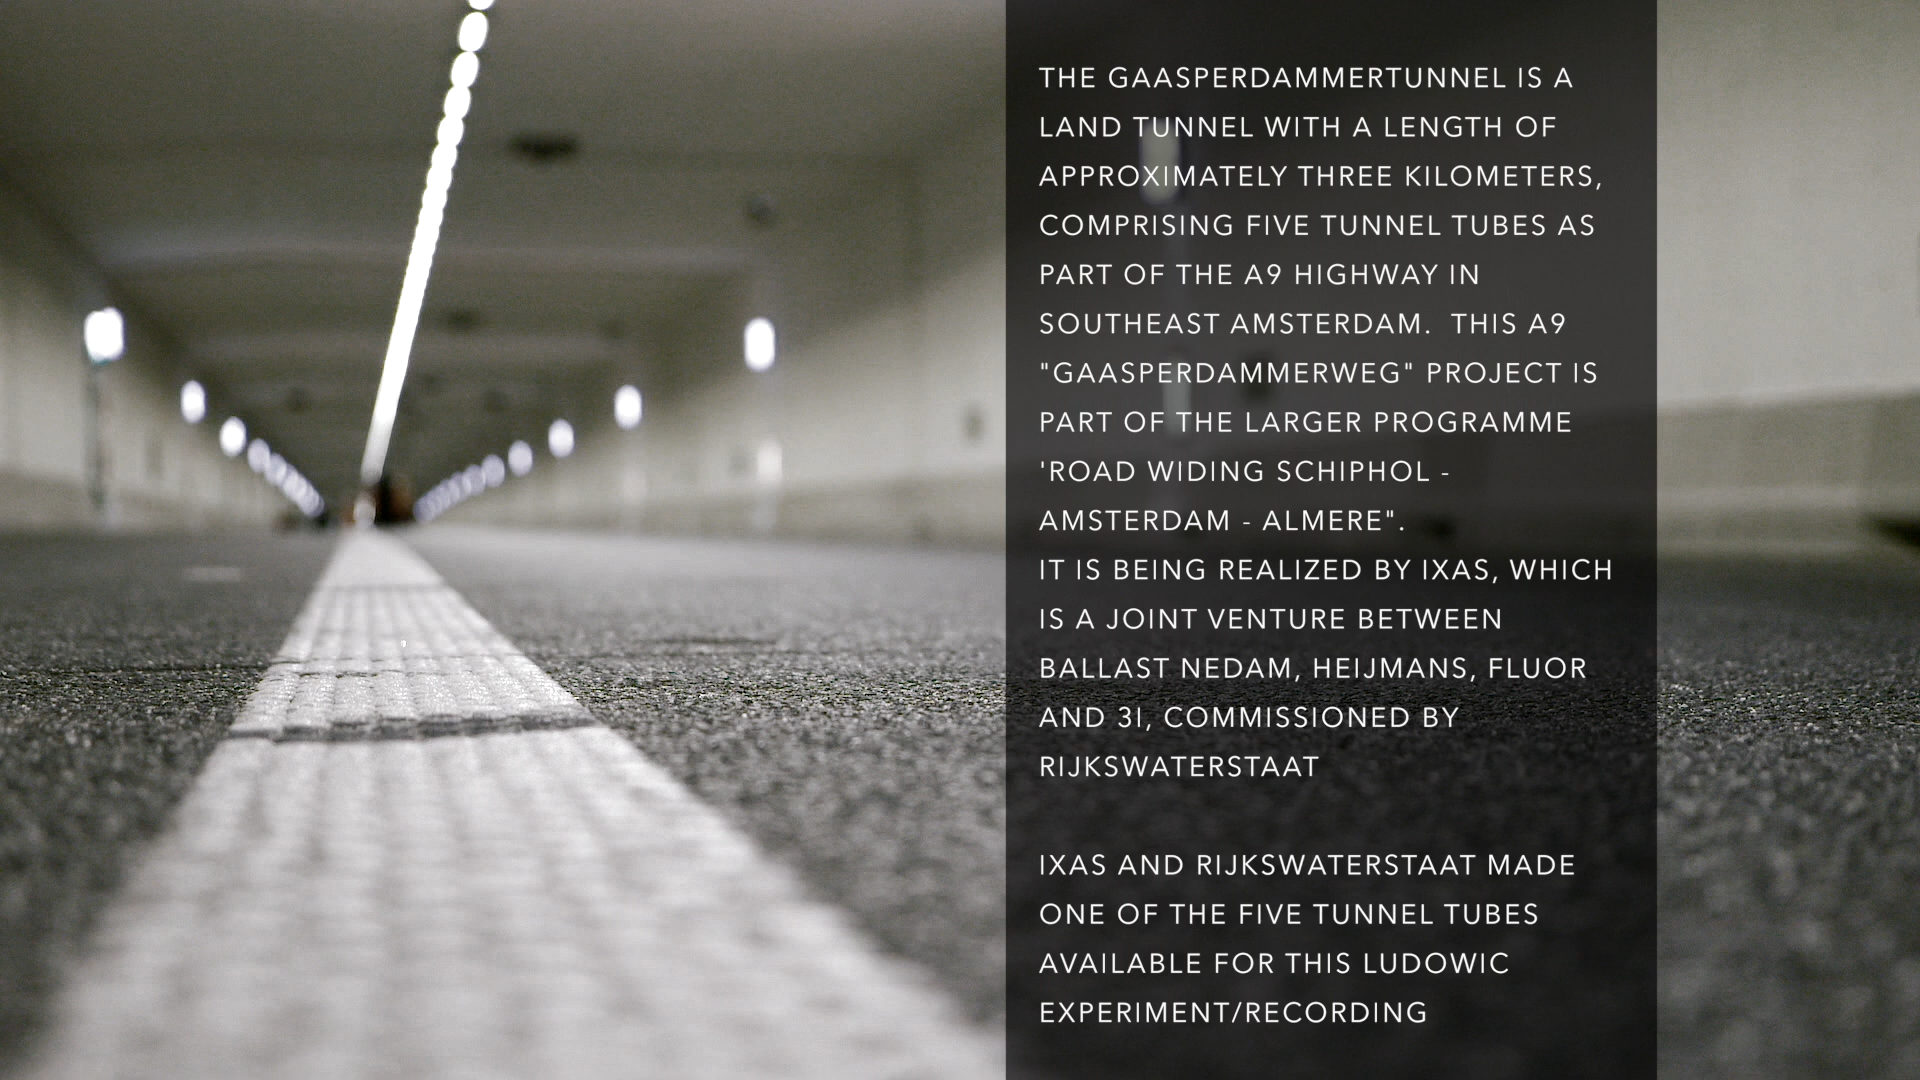 THE GAASPERDAMMERTUNNEL IS A
LAND TUNNEL WITH A LENGTH OF
APPROXIMATELY THREE KILOMETERS,
COMPRISING FIVE TUNNEL TUBES AS
PART OF THE A9 HIGHWAY IN
SOUTHEAST AMSTERDAM.  THIS A9
"GAASPERDAMMERWEG" PROJECT IS
PART OF THE LARGER PROGRAMME
'ROAD WIDING SCHIPHOL -
AMSTERDAM - ALMERE".
IT IS BEING REALIZED BY IXAS, WHICH
IS A JOINT VENTURE BETWEEN
BALLAST NEDAM, HEIJMANS, FLUOR
AND 3I, COMMISSIONED BY
RIJKSWATERSTAAT
IXAS AND RIJKSWATERSTAAT MADE
ONE OF THE FIVE TUNNEL TUBES
AVAILABLE FOR THIS LUDOWIC
EXPERIMENT/RECORDING